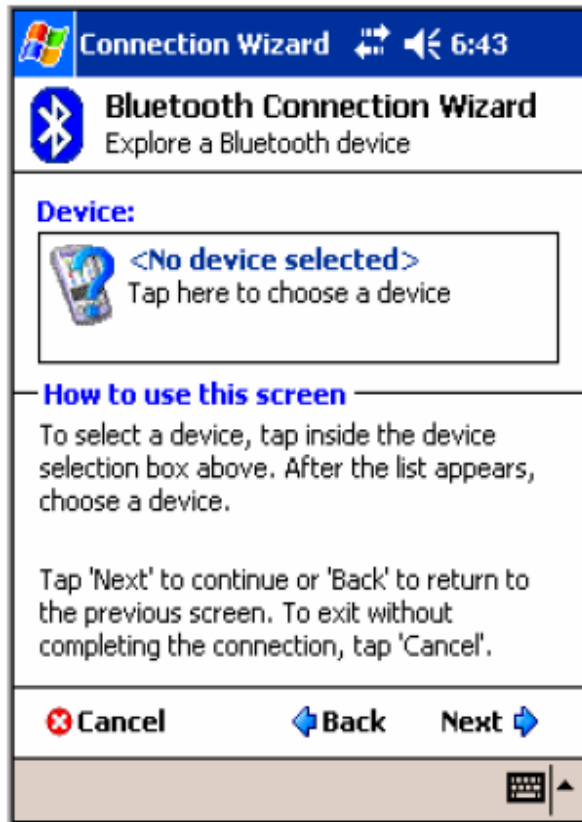 Connection Wizard 6:43
Bluetooth Connection Wizard
Explore a Bluetooth device
Device:
<No device selected>
Tap here to choose a device
How to use this screen
To select a device, tap inside the device
selection box above. After the list appears,
choose a device.
Tap 'Next' to continue or 'Back' to return to
the previous screen. To exit without
completing the connection, tap 'Cancel'.
Cancel Back Next